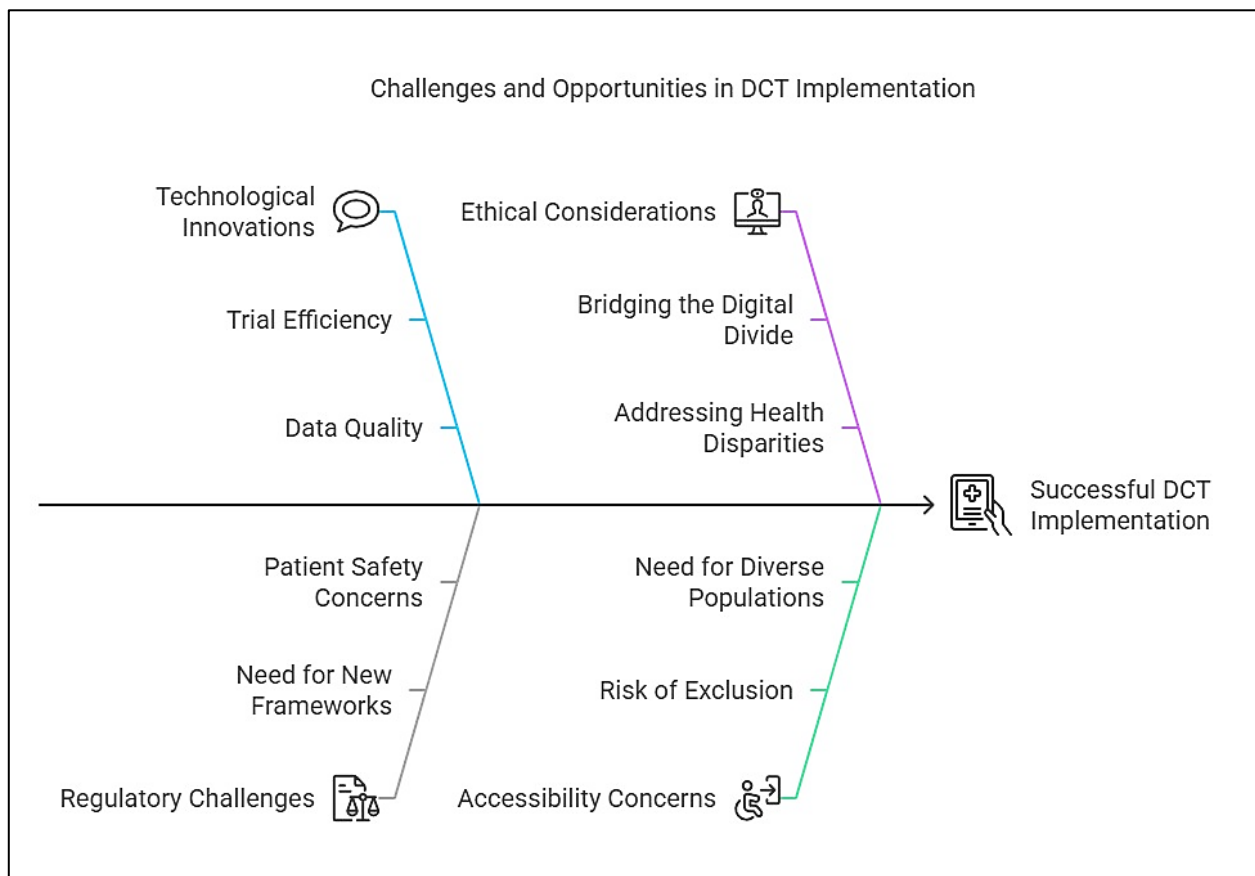 Challenges and Opportunities in DCT Implementation
Technological
Innovations
Trial Efficiency
Data Quality
Ethical Considerations
Bridging the Digital
Divide
Addressing Health
Disparities
Successful DCT
Implementation
Patient Safety
Concerns
Need for New
Frameworks
Regulatory Challenges
Need for Diverse
Populations
Risk of Exclusion
Accessibility Concerns